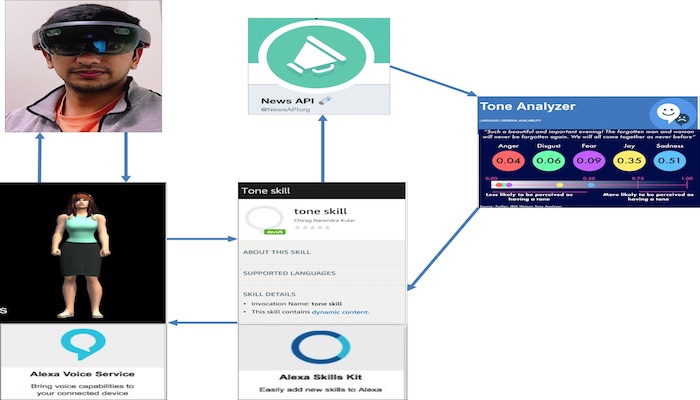 News API
@NewsAPIorg
Tone Analyzer
LANGUAGE / GENERAL AVAILABILITY
"Such a beautiful and important evening! The forgotten man and woman
will never be forgotten again. We will all come together as never before"
Anger
Disgust
Fear
Joy
Sadness
0.04
0.06
0.09
0.35
0.51
0.00
0.50
0.75
1.00
Less likely to be perceived as
having a tone
More likely to be perceived as
having a tone
Tone skill
tone skill
Chirag Narendra Kular
devUS
ABOUT THIS SKILL
SUPPORTED LANGUAGES
SKILL DETAILS
• Invocation Name: tone skill
• This skill contains dynamic content.
S
Alexa Voice Service
Bring voice capabilities to
your connected device
Alexa Skills Kit
Easily add new skills to Alexa